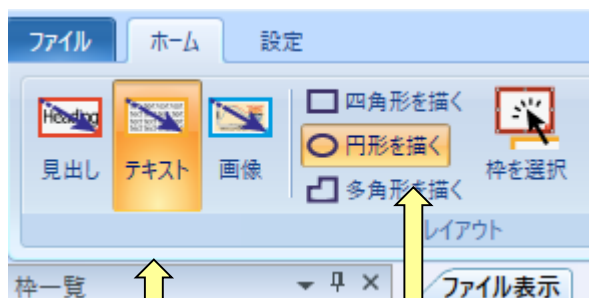 ファイル ホーム 設定
Heading
四角形を描く
円形を描く
多角形を描く
見出し テキスト 画像 枠を選択
レイアウト
枠一覧 ファイル表示